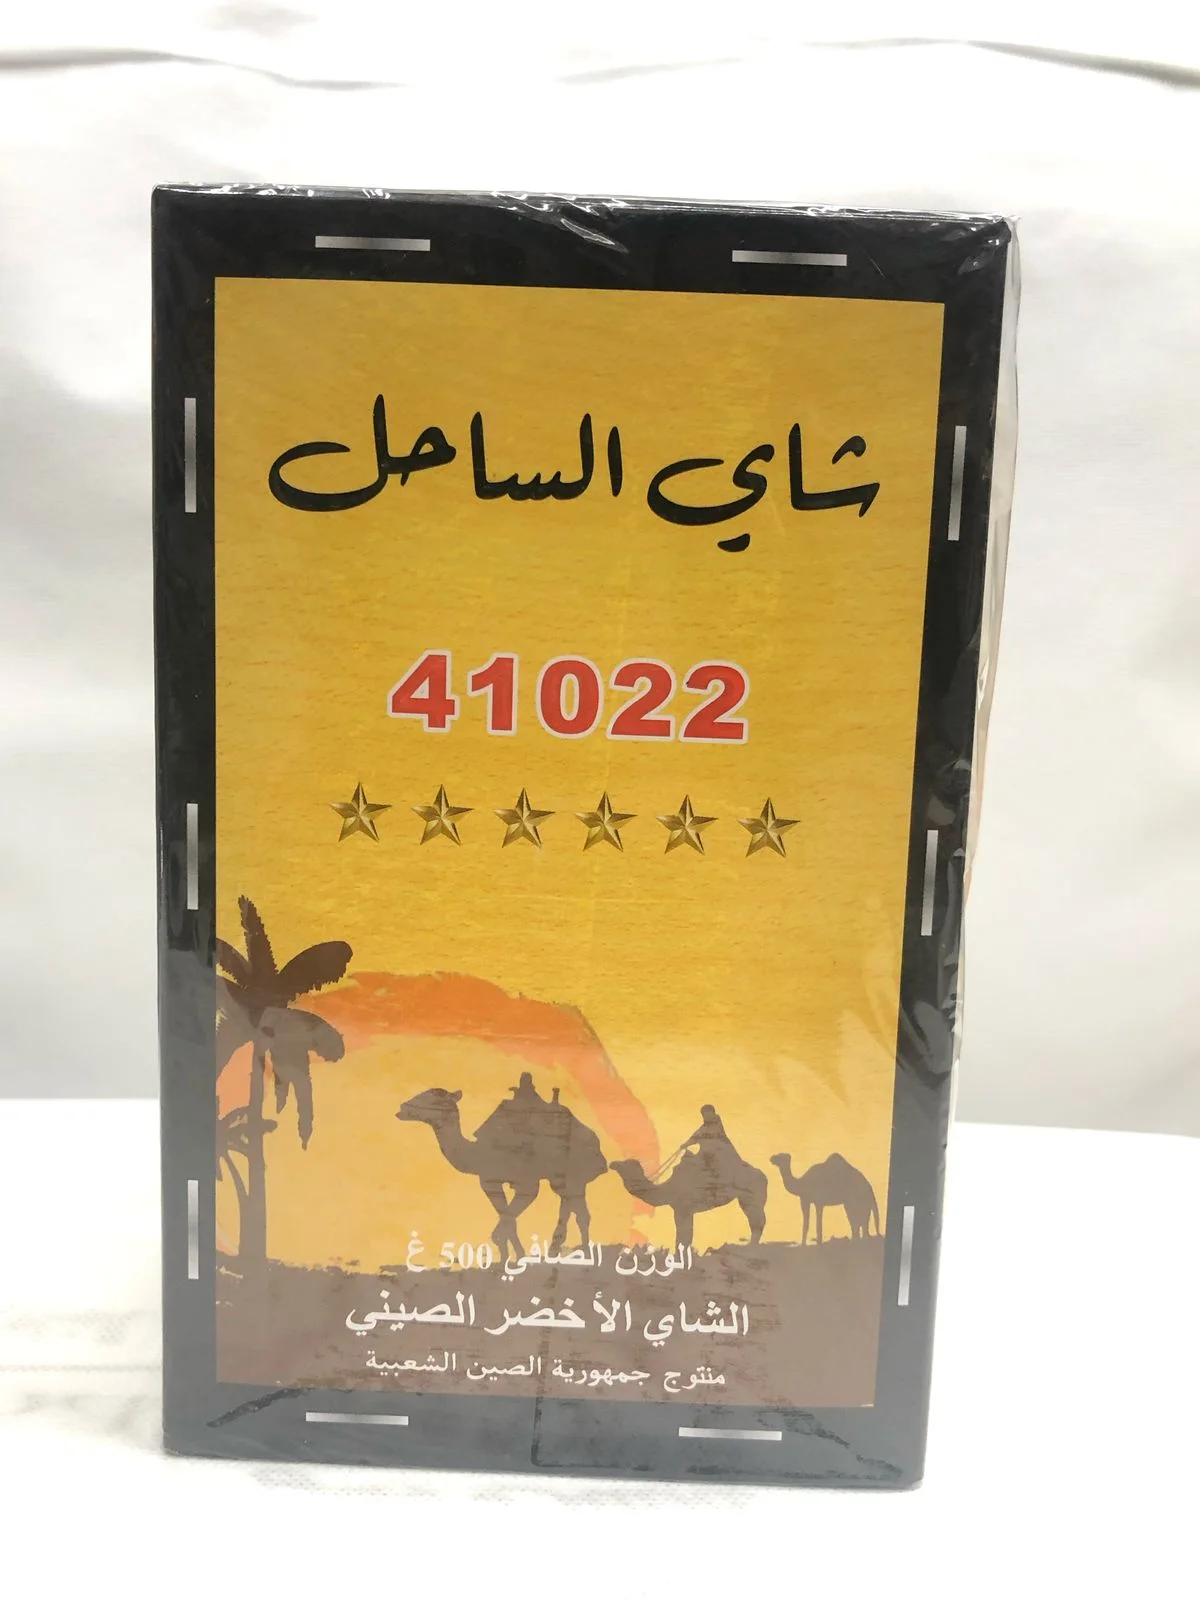 شاي الساحل
41022
الوزن الصافي 500 غ
الشاي الأخضر الصيني
منتوج جمهورية الصين الشعبية